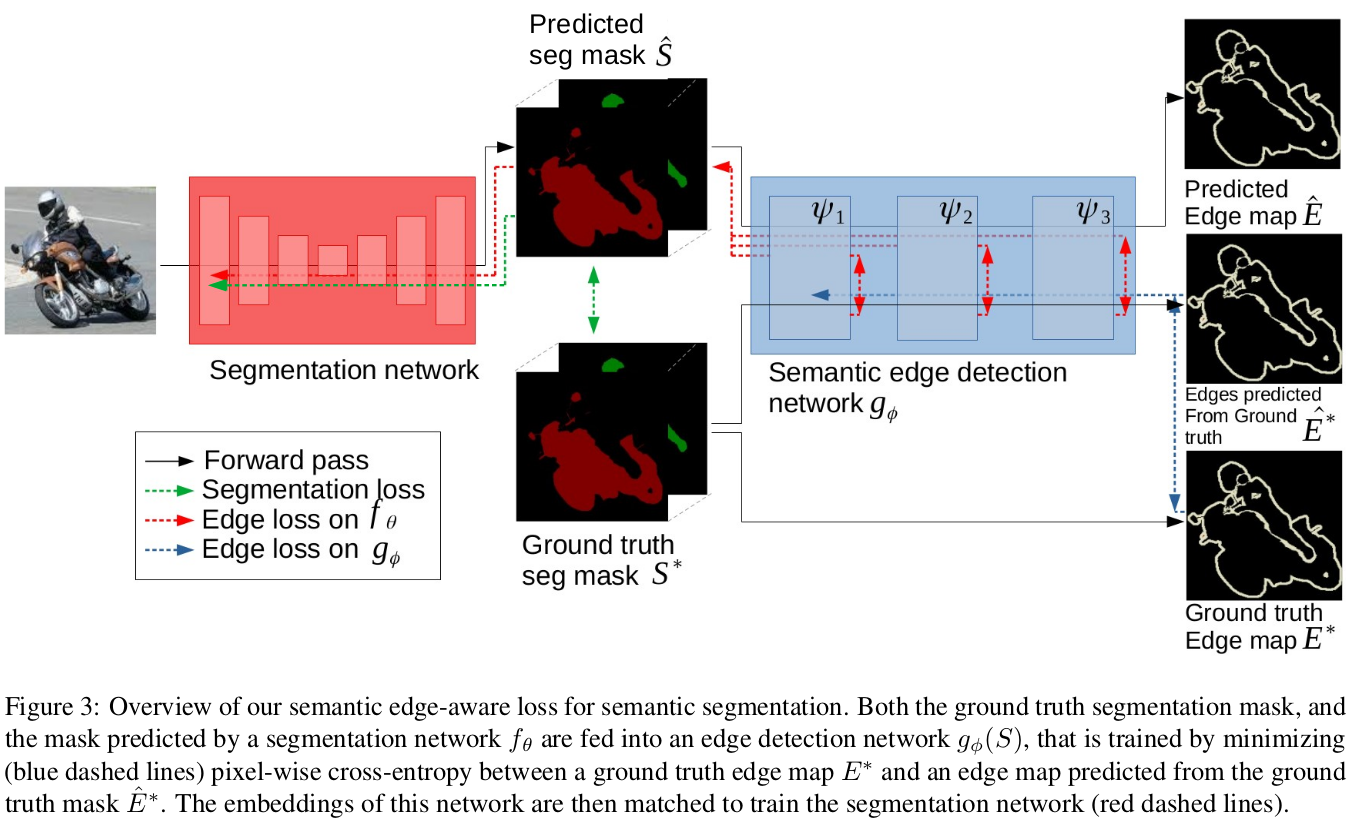 Predicted
seg mask Ŝ
Predicted
Edge map Ê
ψ₁
ψ₂
ψ₃
Segmentation network
Semantic edge detection
network g_ϕ
Edges predicted
From Ground
truth Ê*
Forward pass
Segmentation loss
Edge loss on f_θ
Edge loss on g_ϕ
Ground truth
seg mask S*
Ground truth
Edge map E*
Figure 3: Overview of our semantic edge-aware loss for semantic segmentation. Both the ground truth segmentation mask, and
the mask predicted by a segmentation network f_θ are fed into an edge detection network g_ϕ(S), that is trained by minimizing
(blue dashed lines) pixel-wise cross-entropy between a ground truth edge map E* and an edge map predicted from the ground
truth mask Ê*. The embeddings of this network are then matched to train the segmentation network (red dashed lines).